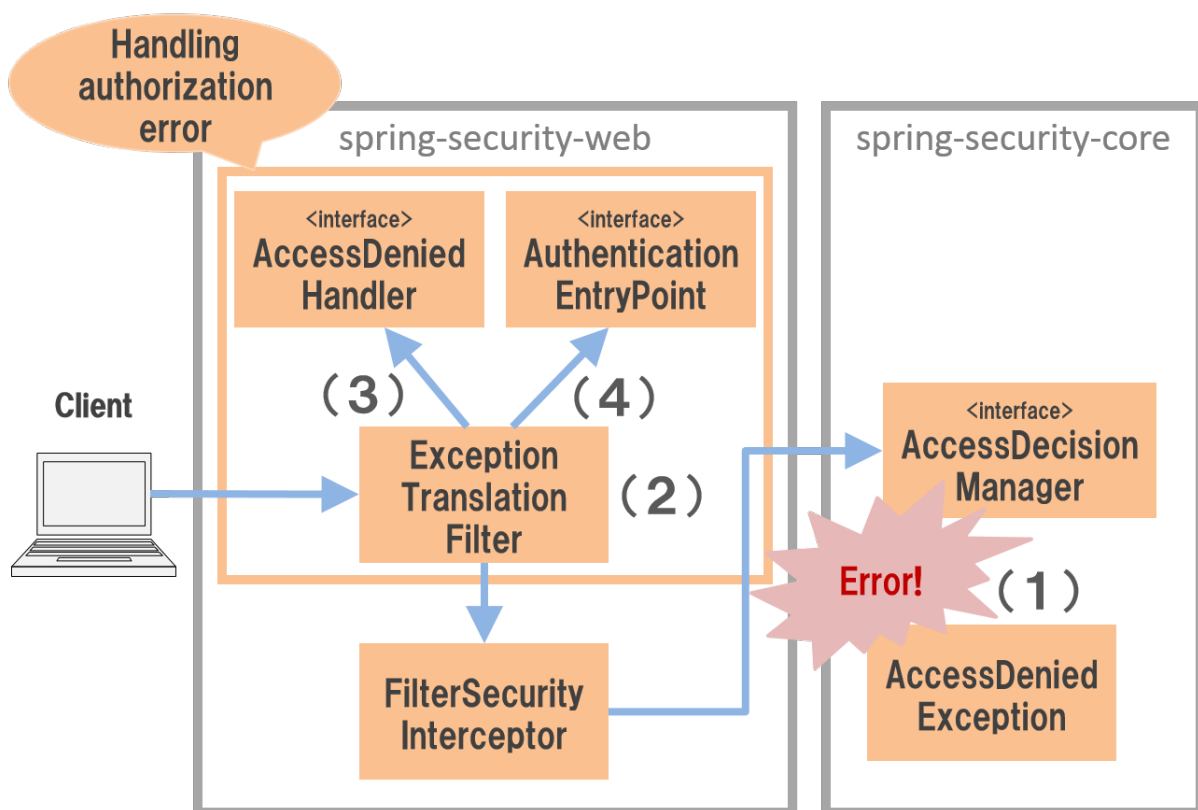 Handling
authorization
error
spring-security-web
spring-security-core
<interface>
AccessDenied
Handler
<interface>
Authentication
EntryPoint
(3)
(4)
Client
Exception
Translation
Filter
(2)
<interface>
AccessDecision
Manager
Error!
(1)
FilterSecurity
Interceptor
AccessDenied
Exception